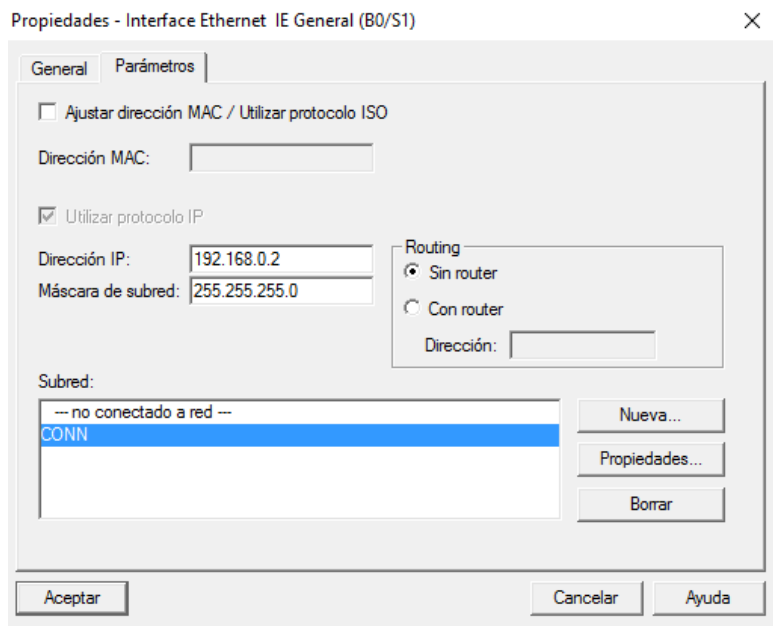 Propiedades - Interface Ethernet  IE General (B0/S1)
General
Parámetros
Ajustar dirección MAC / Utilizar protocolo ISO
Dirección MAC:
Utilizar protocolo IP
Dirección IP: 192.168.0.2
Máscara de subred: 255.255.255.0
Routing
Sin router
Con router
Dirección:
Subred:
--- no conectado a red ---
CONN
Nueva...
Propiedades...
Borrar
Aceptar
Cancelar
Ayuda